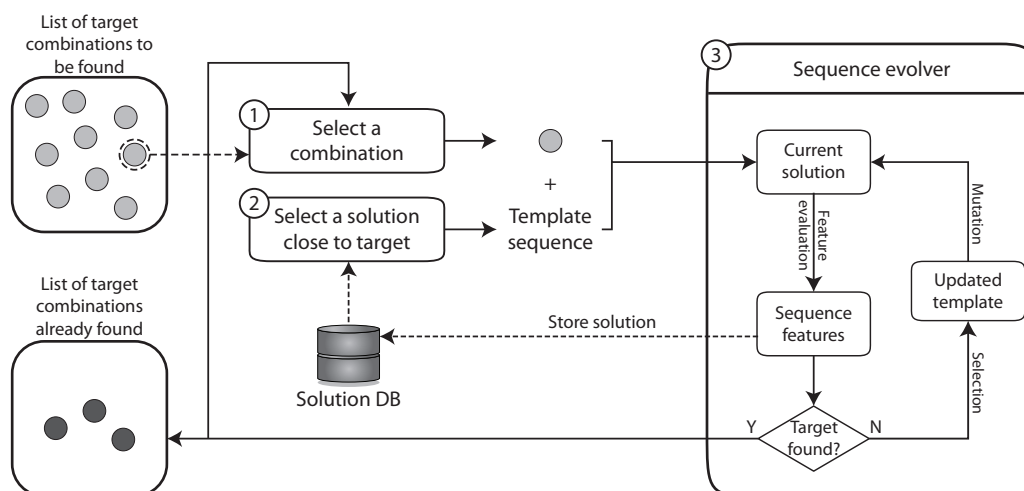 List of target
combinations to
be found
1
Select a
combination
2
Select a solution
close to target
+
Template
sequence
3
Sequence evolver
Current
solution
Feature
evaluation
Mutation
Updated
template
Sequence
features
Selection
Store solution
Solution DB
List of target
combinations
already found
Y
Target
found?
N